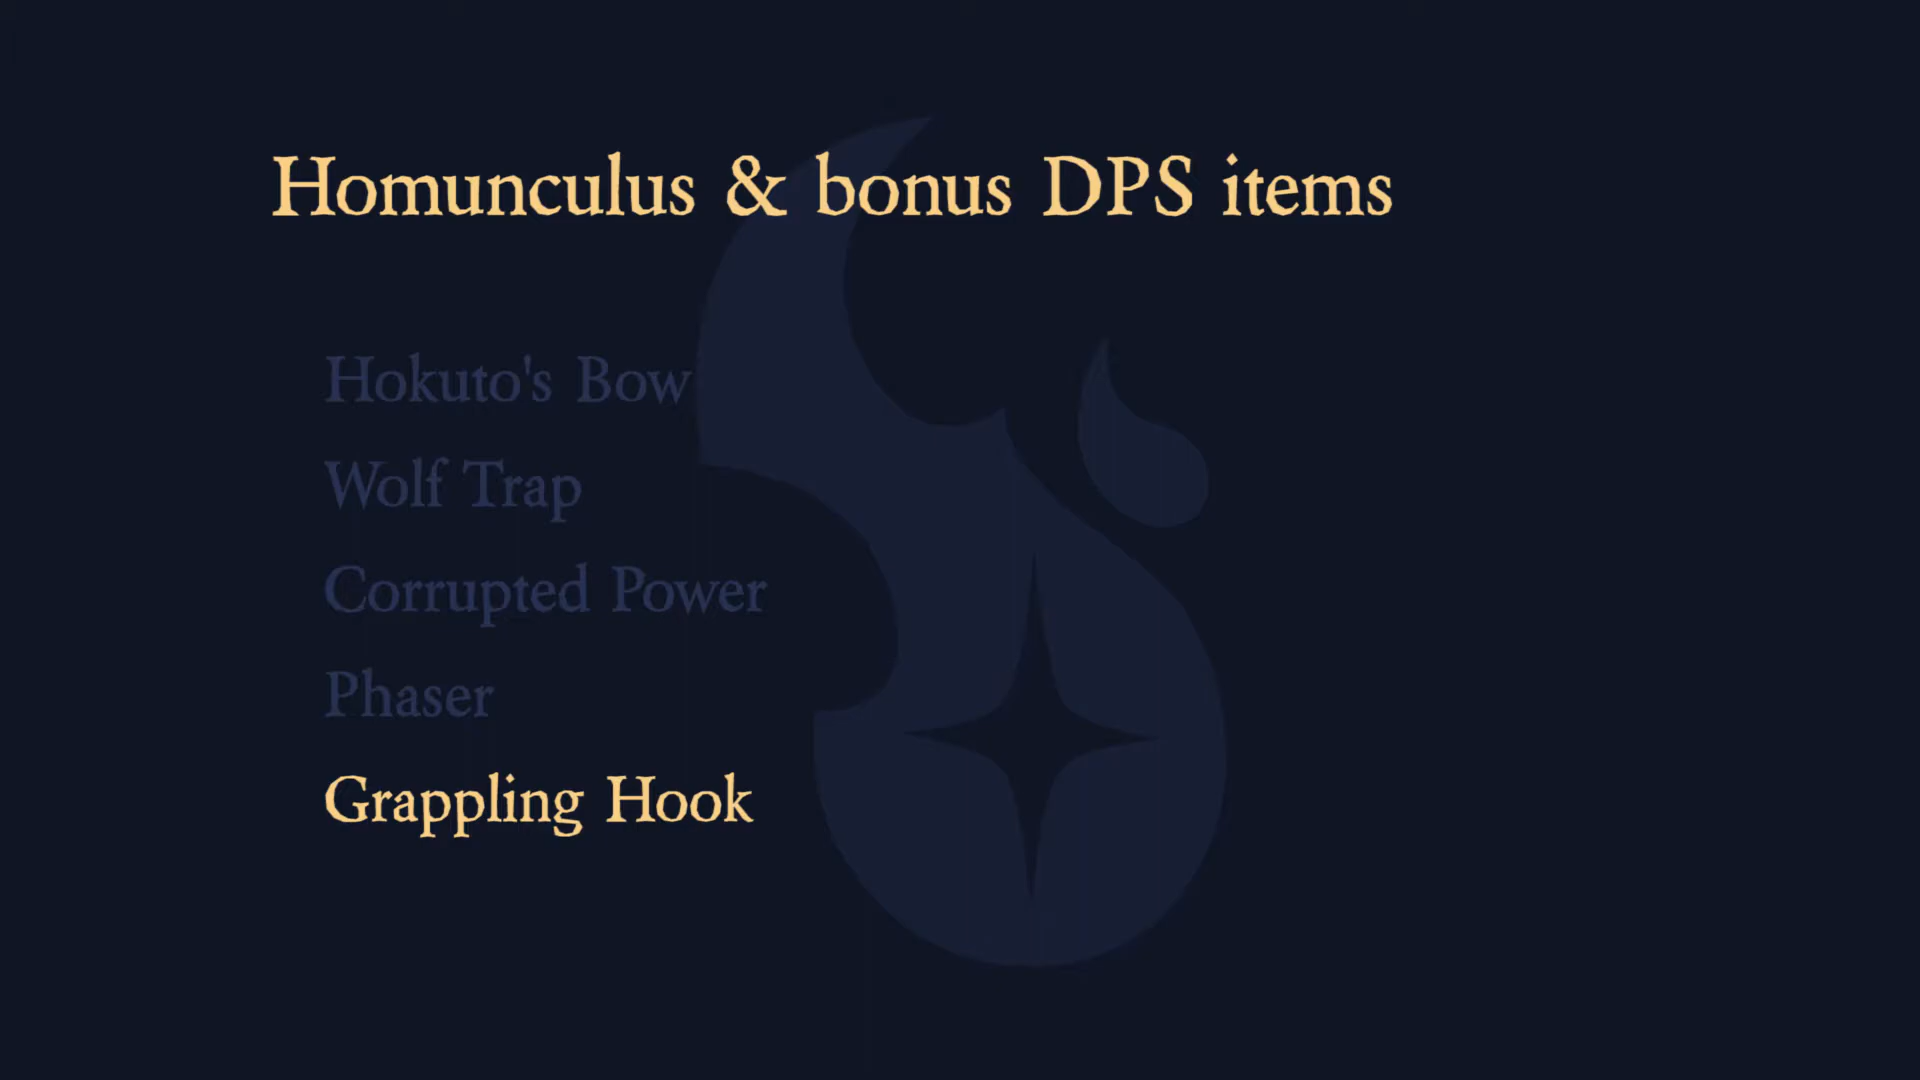 Homunculus & bonus DPS items
Hokuto's Bow
Wolf Trap
Corrupted Power
Phaser
Grappling Hook